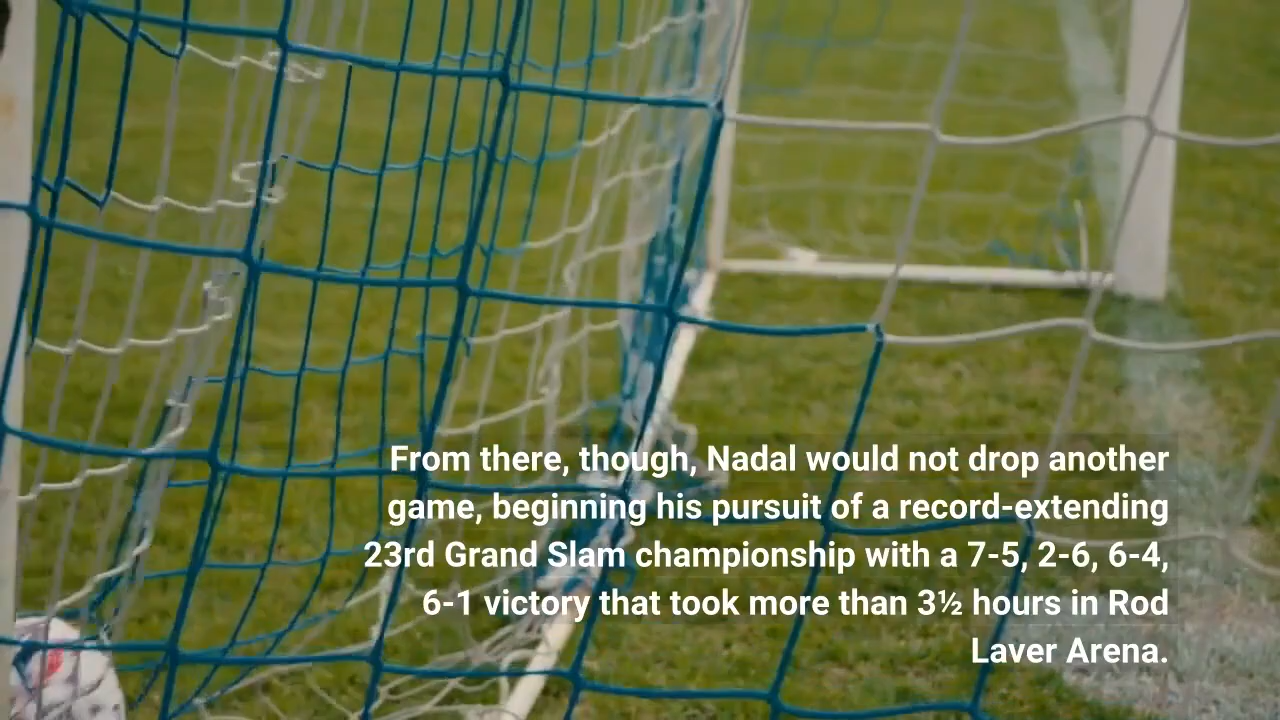 From there, though, Nadal would not drop another
game, beginning his pursuit of a record-extending
23rd Grand Slam championship with a 7-5, 2-6, 6-4,
6-1 victory that took more than 3½ hours in Rod
Laver Arena.